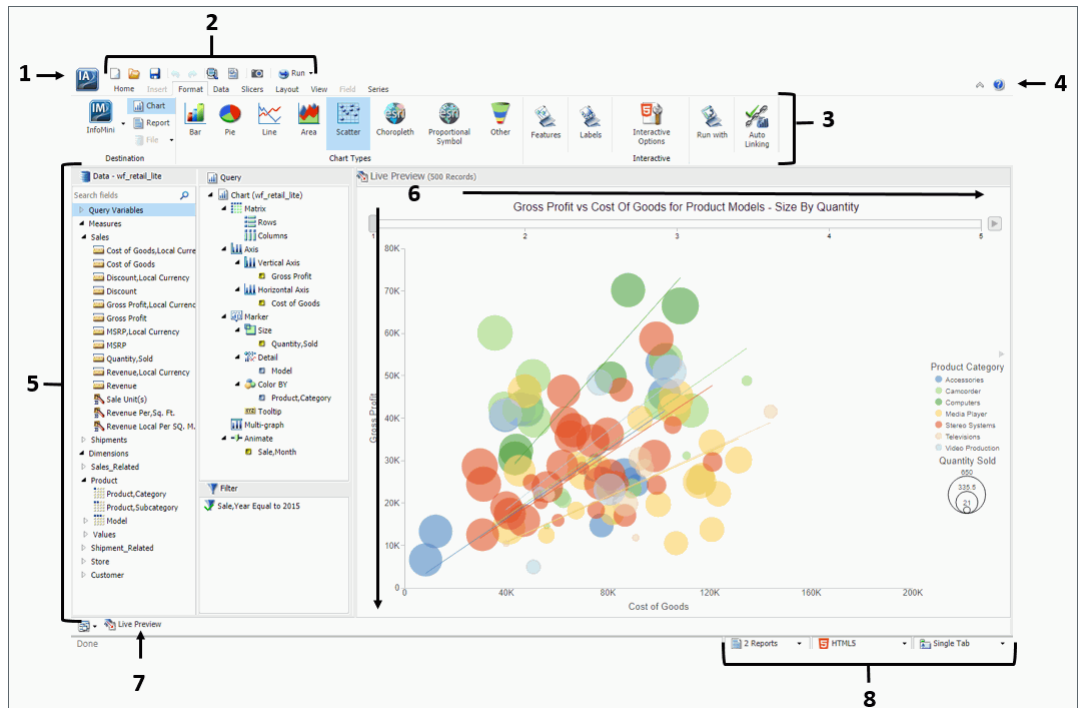 2
1
IA
Run
4
Home Insert Format Data Slicers Layout View Field Series
InfoMini
Chart
Report
File
Bar
Pie
Line
Area
Scatter
Choropleth
Proportional
Symbol
Other
Features
Labels
Interactive
Options
Run with
Auto
Linking
3
Destination
Chart Types
Interactive
Data - wf_retail_lite
Search fields
Query Variables
Measures
Sales
Cost of Goods,Local Curre
Cost of Goods
Discount,Local Currency
Discount
Gross Profit,Local Currenc
Gross Profit
MSRP,Local Currency
MSRP
Quantity,Sold
Revenue,Local Currency
Revenue
Sale Unit(s)
Revenue Per,Sq. Ft.
Revenue Local Per SQ. M.
Shipments
Dimensions
Sales_Related
Product
Product,Category
Product,Subcategory
Model
Values
Shipment_Related
Store
Customer
5
Query
Chart (wf_retail_lite)
Matrix
Rows
Columns
Axis
Vertical Axis
Gross Profit
Horizontal Axis
Cost of Goods
Marker
Size
Quantity,Sold
Detail
Model
Color BY
Product,Category
Tooltip
Multi-graph
Animate
Sale,Month
Filter
Sale,Year Equal to 2015
Live Preview (500 Records)
6
Gross Profit vs Cost Of Goods for Product Models - Size By Quantity
1 2 3 4 5
80K
70K
60K
50K
40K
30K
20K
10K
0
Gross Profit
0 40K 80K 120K 160K 200K
Cost of Goods
Product Category
Accessories
Camcorder
Computers
Media Player
Stereo Systems
Televisions
Video Production
Quantity Sold
650
335.5
21
Live Preview
Done
2 Reports
HTML5
Single Tab
7
8